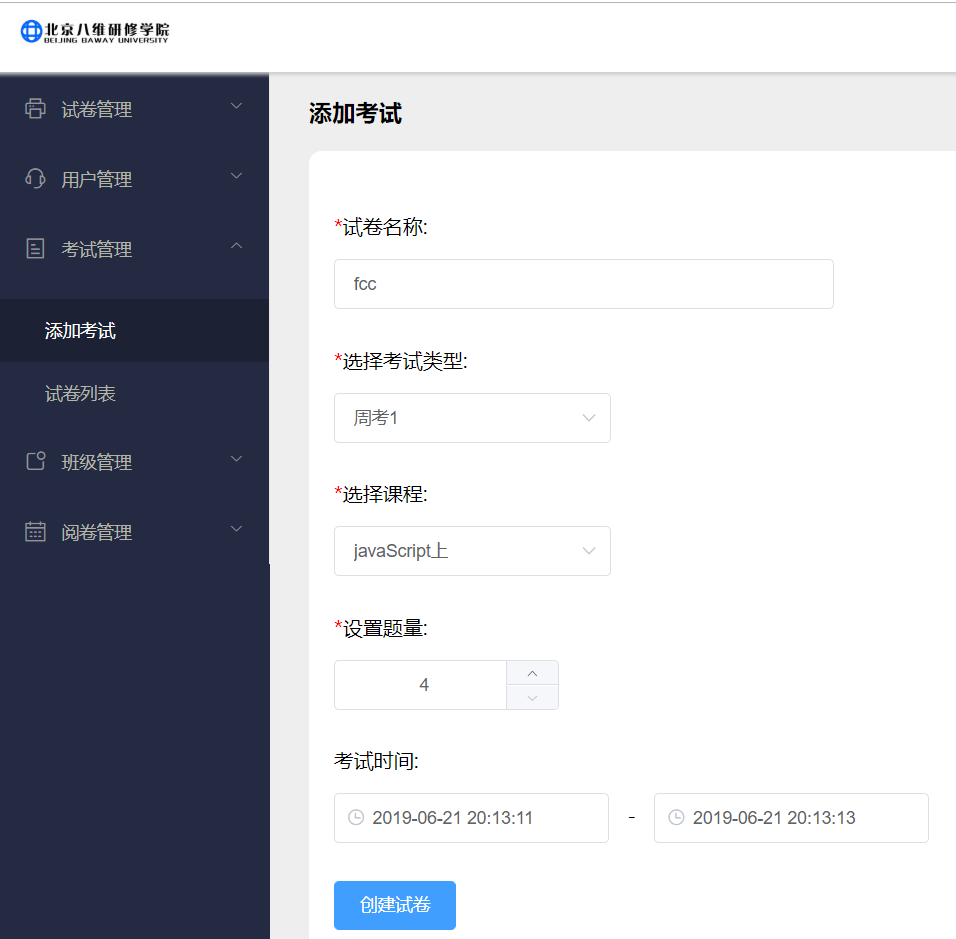 北京八维研修学院
BEIJING BAWAY UNIVERSITY
试卷管理
用户管理
考试管理
添加考试
试卷列表
班级管理
阅卷管理
添加考试
*试卷名称:
fcc
*选择考试类型:
周考1
*选择课程:
javaScript上
*设置题量:
4
考试时间:
2019-06-21 20:13:11 - 2019-06-21 20:13:13
创建试卷